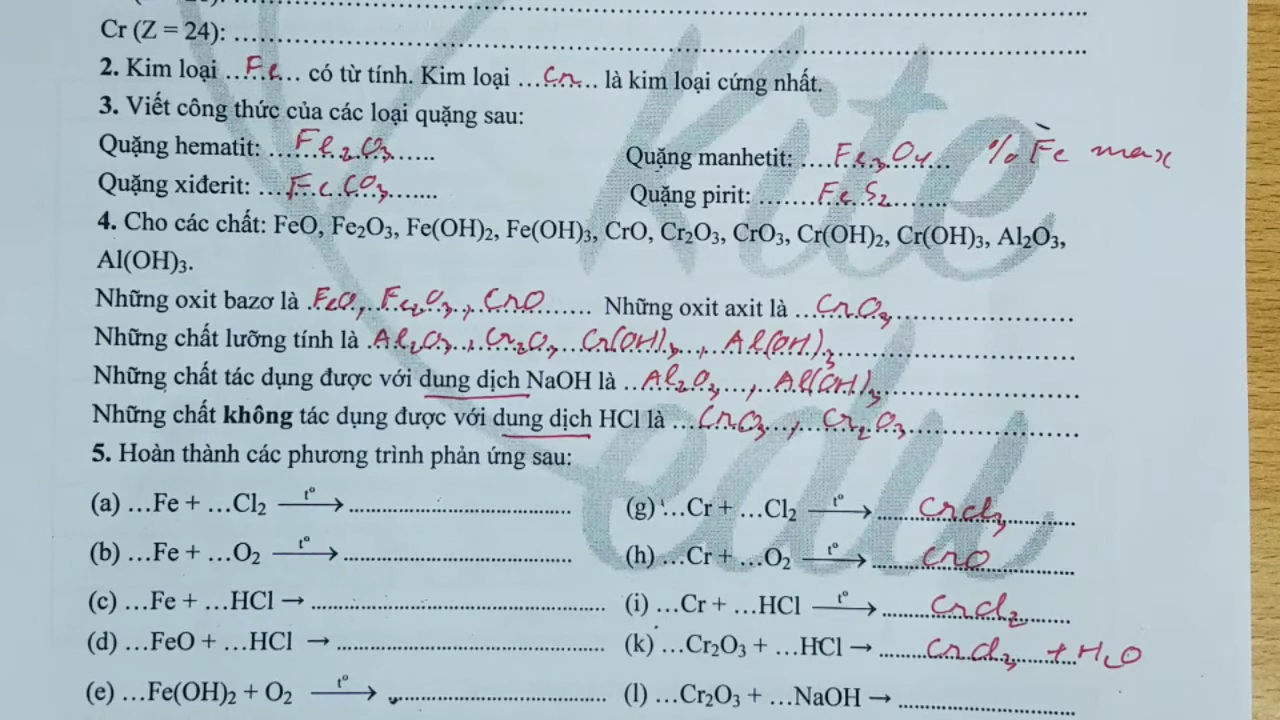 Cr (Z = 24): ........................
2. Kim loại ...Fe... có từ tính. Kim loại ...Cr... là kim loại cứng nhất.
3. Viết công thức của các loại quặng sau:
Quặng hematit: ...Fe₂O₃... Quặng manhetit: ...Fe₃O₄... % Fe max
Quặng xiđerit: ...FeCO₃... Quặng pirit: ...FeS₂...
4. Cho các chất: FeO, Fe₂O₃, Fe(OH)₂, Fe(OH)₃, CrO, Cr₂O₃, CrO₃, Cr(OH)₂, Cr(OH)₃, Al₂O₃,
Al(OH)₃.
Những oxit bazơ là FeO, Fe₂O₃, CrO... Những oxit axit là ...CrO₃...
Những chất lưỡng tính là Al₂O₃, Cr₂O₃ Cr(OH)₃, Al(OH)₃...
Những chất tác dụng được với dung dịch NaOH là ...Al₂O₃, Al(OH)₃...
Những chất không tác dụng được với dung dịch HCl là ...CrO₃, Cr₂O₃...
5. Hoàn thành các phương trình phản ứng sau:
(a) ...Fe + ...Cl₂ —t°→ ........ (g) ...Cr + ...Cl₂ —t°→ ...CrCl₃...
(b) ...Fe + ...O₂ —t°→ ........ (h) ...Cr + ...O₂ —t°→ ...CrO...
(c) ...Fe + ...HCl → ........ (i) ...Cr + ...HCl —t°→ ...CrCl₂...
(d) ...FeO + ...HCl → ........ (k) ...Cr₂O₃ + ...HCl → ...CrCl₃ + H₂O
(e) ...Fe(OH)₂ + O₂ —t°→ ........ (l) ...Cr₂O₃ + ...NaOH → ........
Kite
edu